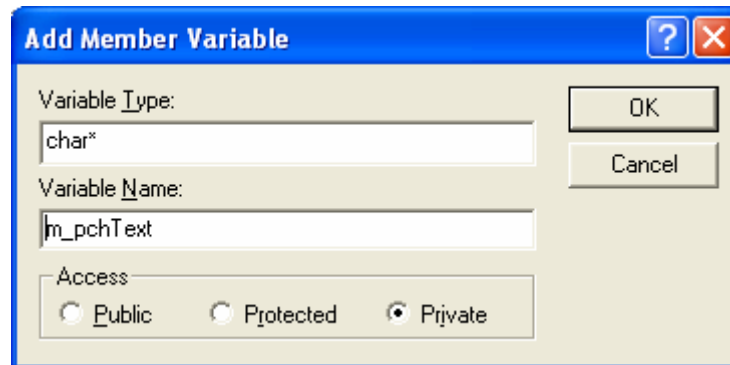 Add Member Variable
Variable Type:
char*
OK
Cancel
Variable Name:
m_pchText
Access
Public Protected Private